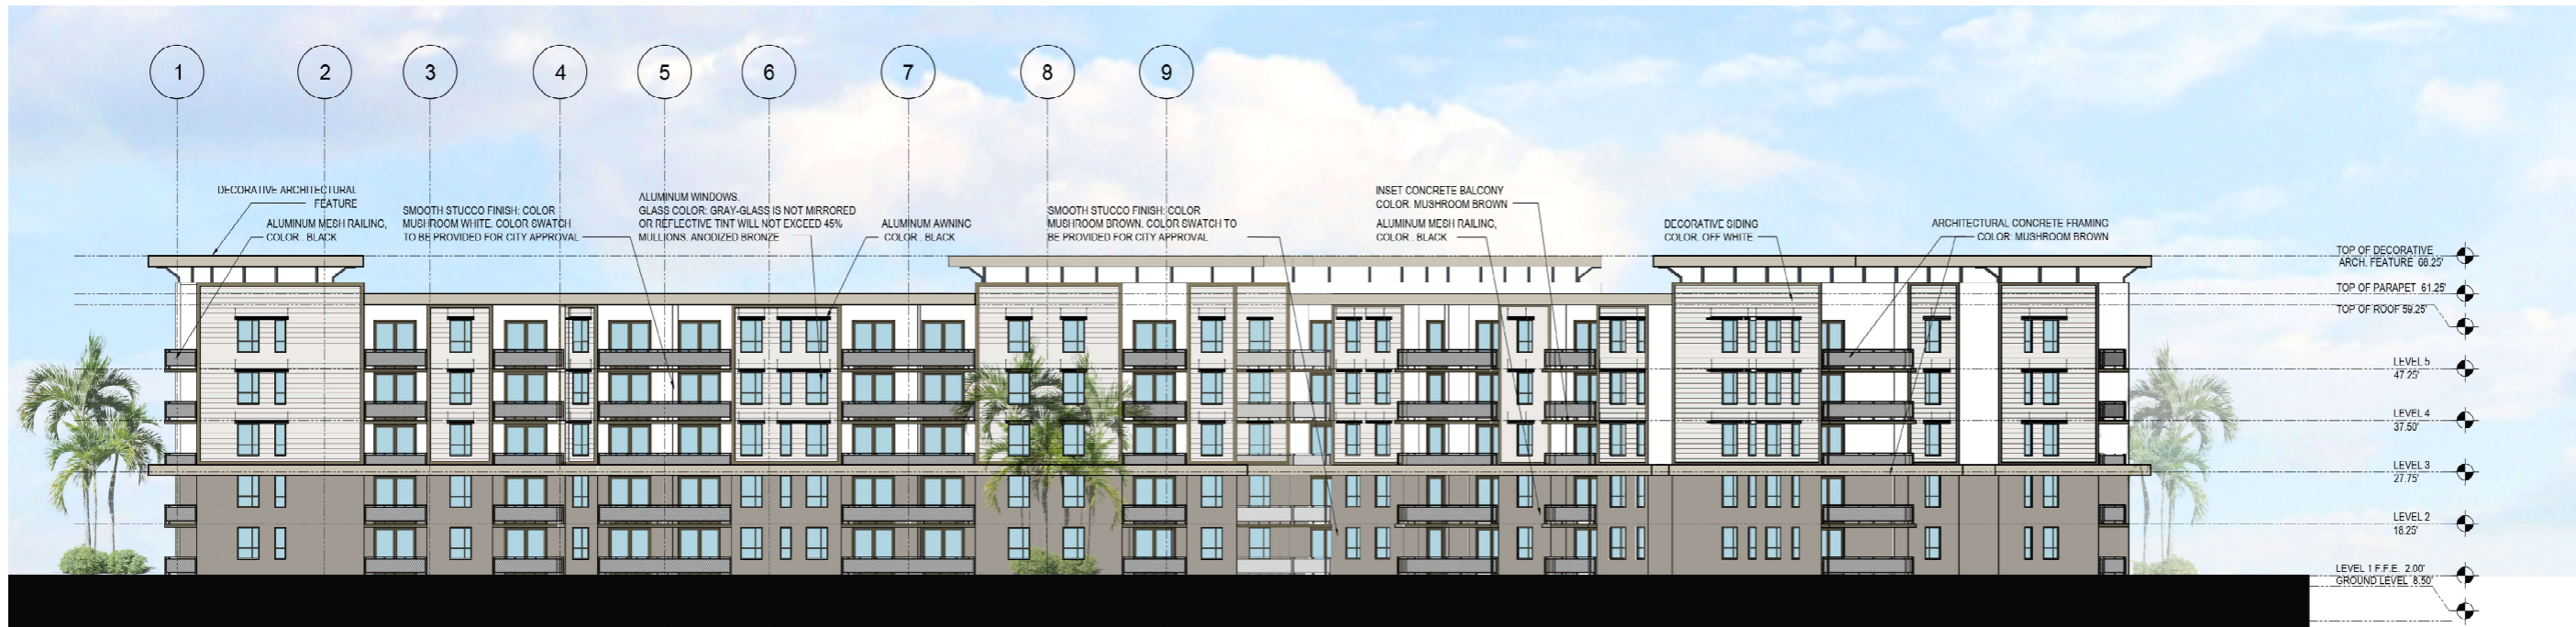 1
2
3
4
5
6
7
8
9
DECORATIVE ARCHITECTURAL
FEATURE
ALUMINUM MESH RAILING,
COLOR . BLACK
SMOOTH STUCCO FINISH: COLOR
MUSHROOM WHITE. COLOR SWATCH
TO BE PROVIDED FOR CITY APPROVAL
ALUMINUM WINDOWS.
GLASS COLOR: GRAY-GLASS IS NOT MIRRORED
OR REFLECTIVE TINT WILL NOT EXCEED 45%
MULLIONS. ANODIZED BRONZE
ALUMINUM AWNING
COLOR . BLACK
SMOOTH STUCCO FINISH: COLOR
MUSHROOM BROWN. COLOR SWATCH TO
BE PROVIDED FOR CITY APPROVAL
INSET CONCRETE BALCONY
COLOR. MUSHROOM BROWN
ALUMINUM MESH RAILING,
COLOR . BLACK
DECORATIVE SIDING
COLOR. OFF WHITE
ARCHITECTURAL CONCRETE FRAMING
COLOR: MUSHROOM BROWN
TOP OF DECORATIVE
ARCH. FEATURE 68.25'
TOP OF PARAPET 61.25'
TOP OF ROOF 59.25'
LEVEL 5
47.25'
LEVEL 4
37.50'
LEVEL 3
27.75'
LEVEL 2
18.25'
LEVEL 1 F.F.E. 2.00'
GROUND LEVEL 8.50'